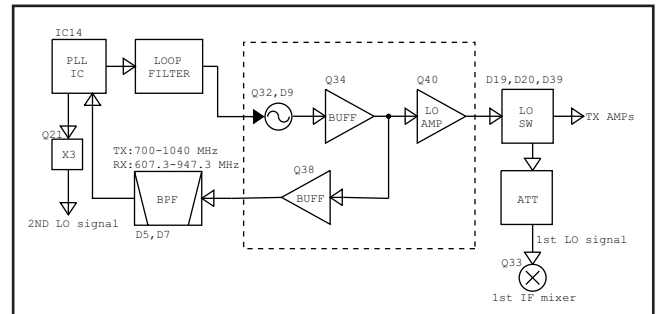 IC14
PLL
IC
LOOP
FILTER
Q32,D9
Q34
BUFF
Q40
LO
AMP
D19,D20,D39
LO
SW
TX AMPs
Q21
X3
2ND LO signal
TX:700-1040 MHz
RX:607.3-947.3 MHz
BPF
D5,D7
Q38
BUFF
ATT
1st LO signal
Q33
1st IF mixer